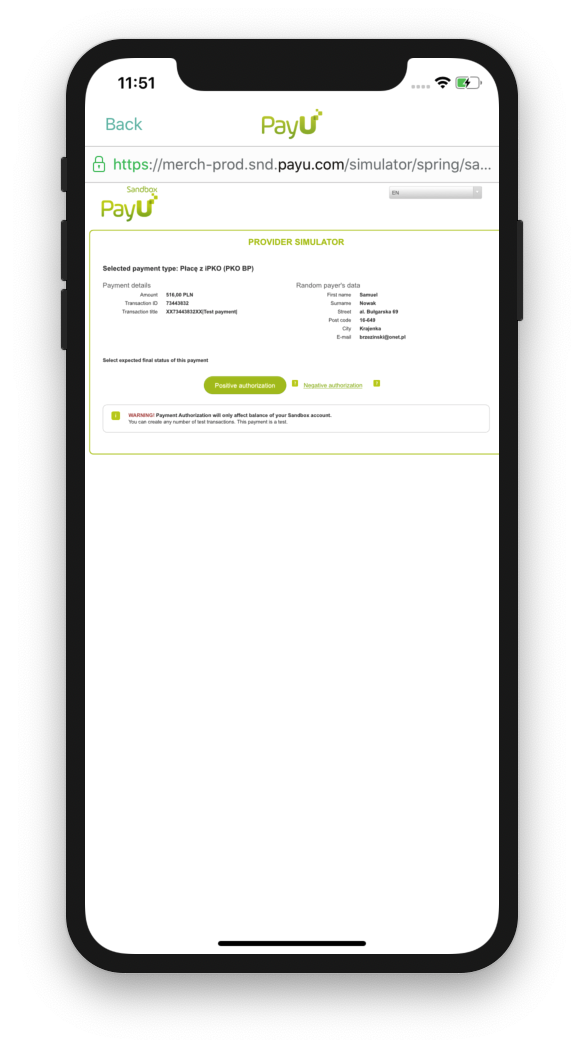 11:51
Back
PayU
https://merch-prod.snd.payu.com/simulator/spring/sa...
Sandbox
PayU
EN
PROVIDER SIMULATOR
Selected payment type: Płacę z iPKO (PKO BP)
Payment details
Random payer's data
Amount 516,00 PLN
First name Samuel
Transaction ID 73443832
Surname Nowak
Transaction title XX73443832XX(Test payment(
Street al. Bulgarska 69
Post code 16-649
City Krajenka
E-mail brzezinski@onet.pl
Select expected final status of this payment
Positive authorization
Negative authorization
WARNING! Payment Authorization will only affect balance of your Sandbox account.
You can create any number of test transactions. This payment is a test.